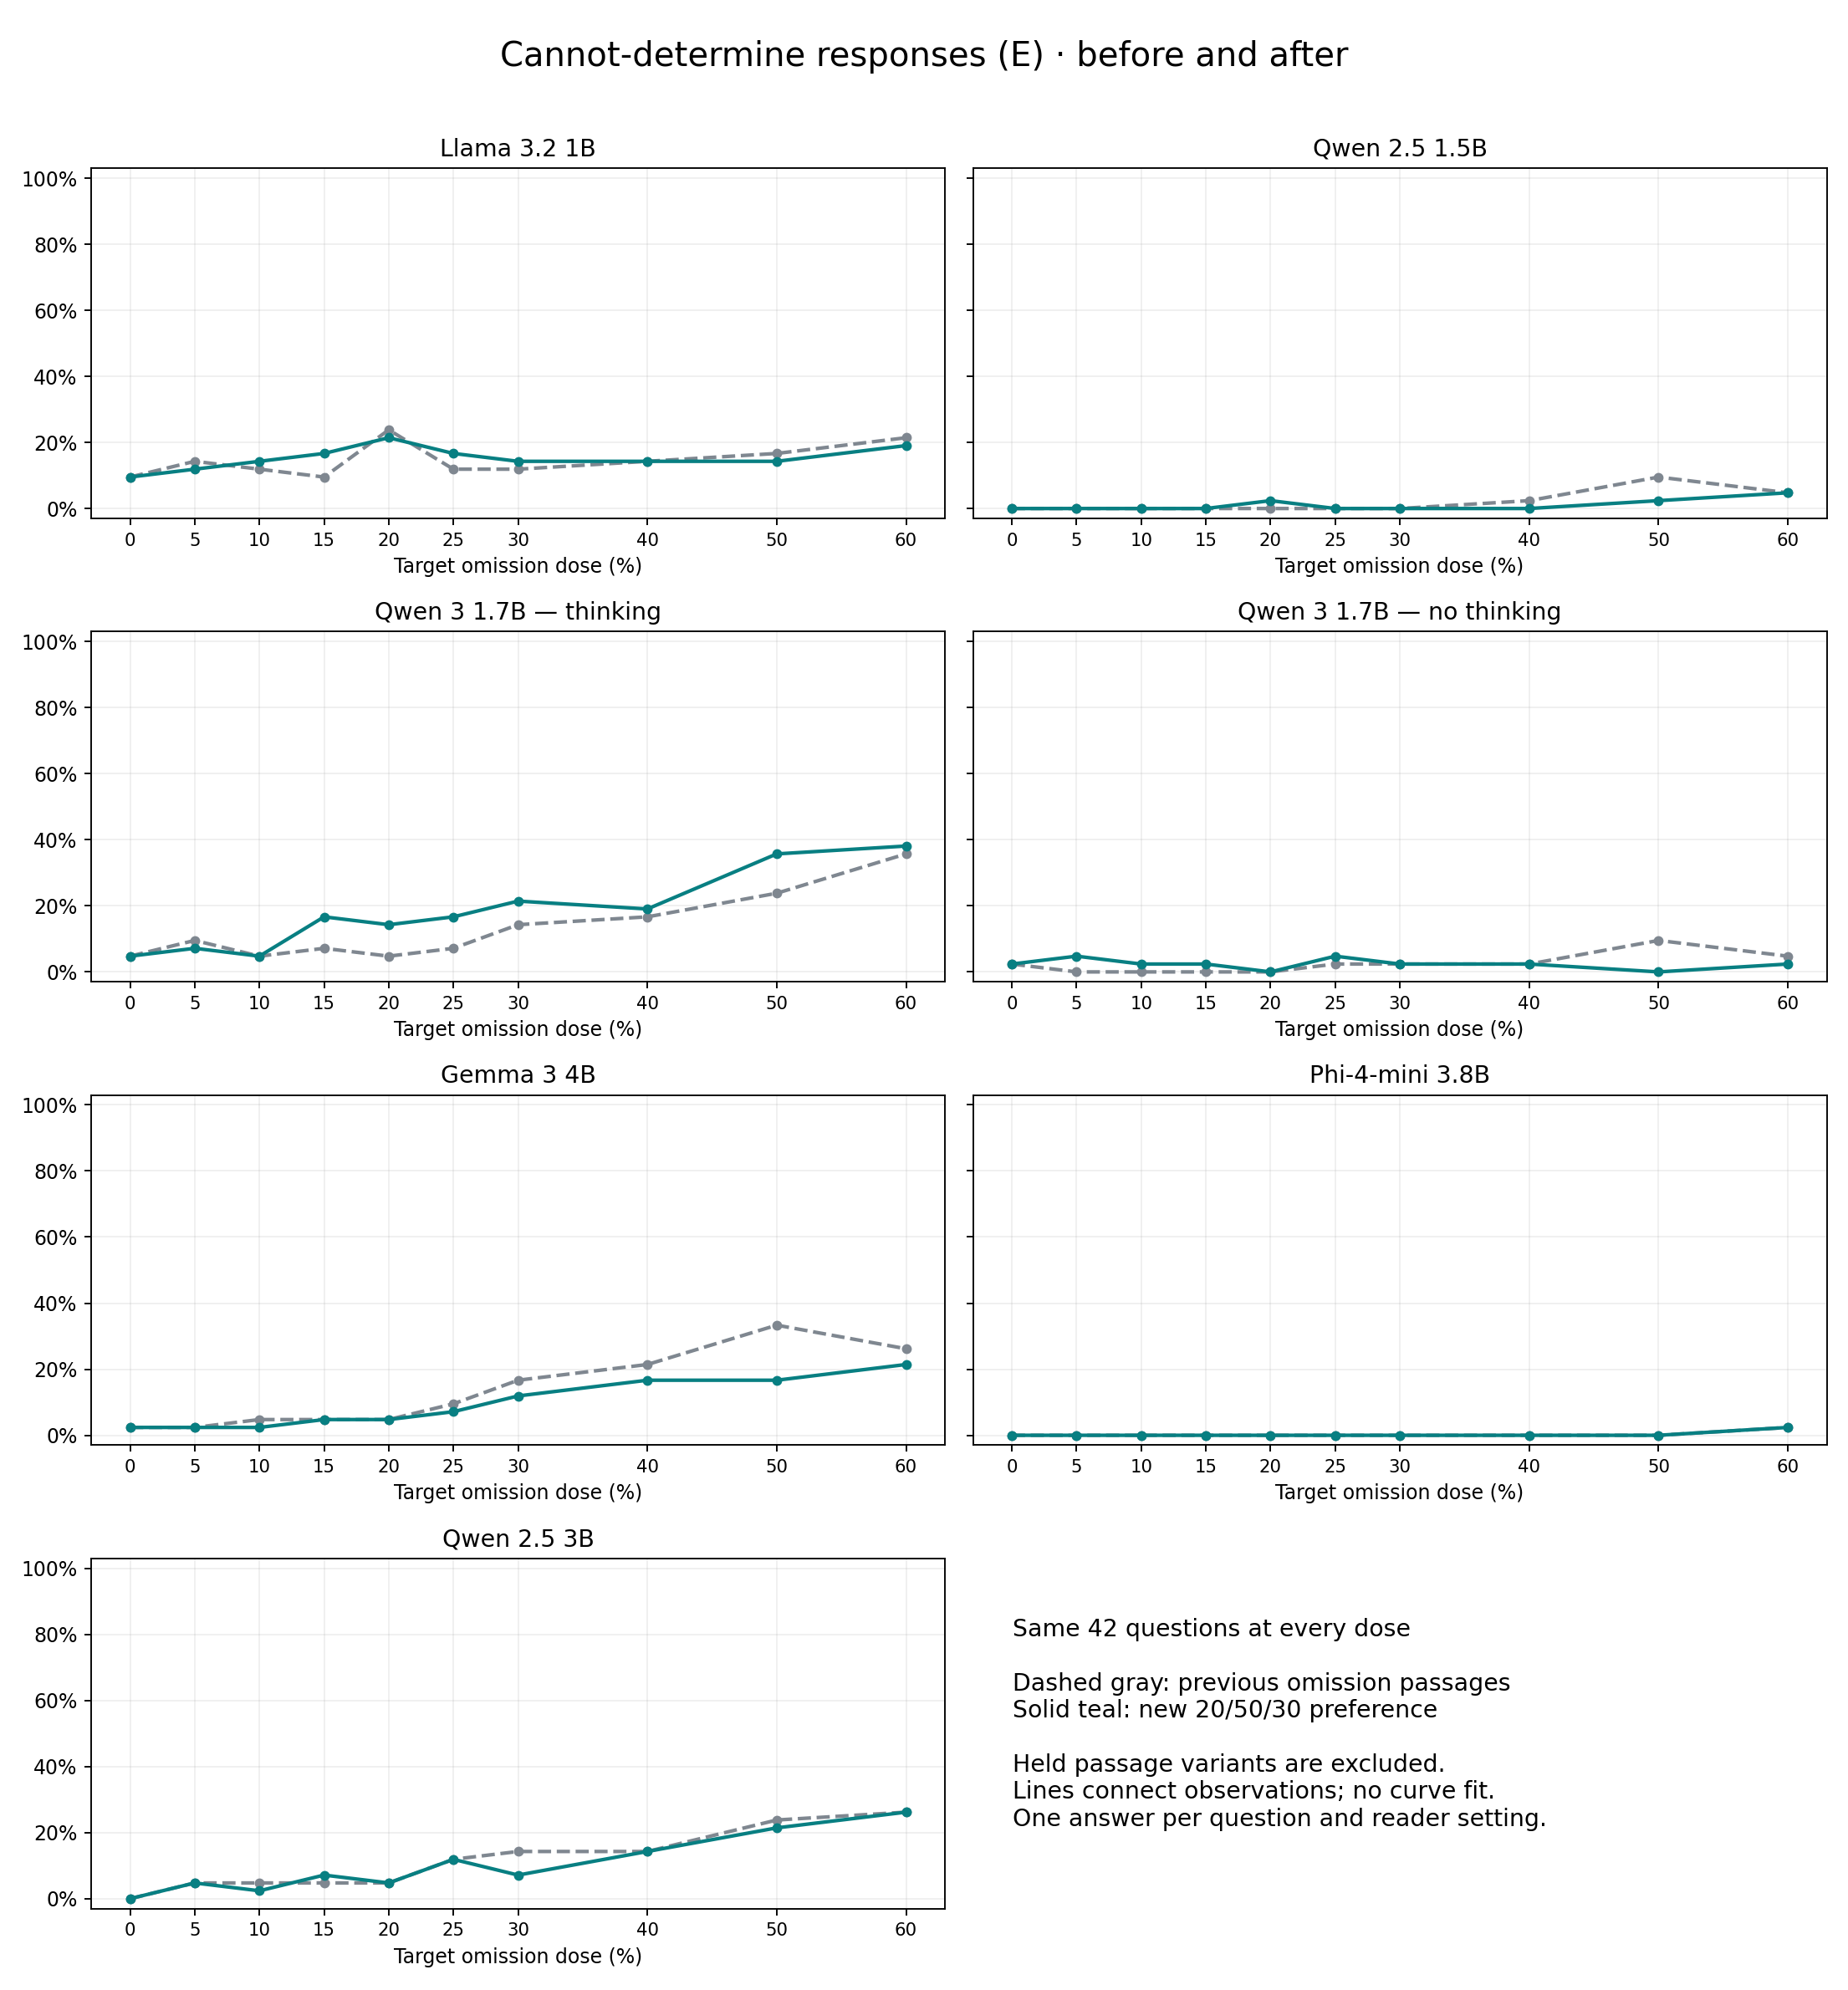 Cannot-determine responses (E) · before and after
Llama 3.2 1B
100%
80%
60%
40%
20%
0%
0 5 10 15 20 25 30 40 50 60
Target omission dose (%)
Qwen 2.5 1.5B
0 5 10 15 20 25 30 40 50 60
Target omission dose (%)
Qwen 3 1.7B — thinking
100%
80%
60%
40%
20%
0%
0 5 10 15 20 25 30 40 50 60
Target omission dose (%)
Qwen 3 1.7B — no thinking
0 5 10 15 20 25 30 40 50 60
Target omission dose (%)
Gemma 3 4B
100%
80%
60%
40%
20%
0%
0 5 10 15 20 25 30 40 50 60
Target omission dose (%)
Phi-4-mini 3.8B
0 5 10 15 20 25 30 40 50 60
Target omission dose (%)
Qwen 2.5 3B
100%
80%
60%
40%
20%
0%
0 5 10 15 20 25 30 40 50 60
Target omission dose (%)
Same 42 questions at every dose
Dashed gray: previous omission passages
Solid teal: new 20/50/30 preference
Held passage variants are excluded.
Lines connect observations; no curve fit.
One answer per question and reader setting.